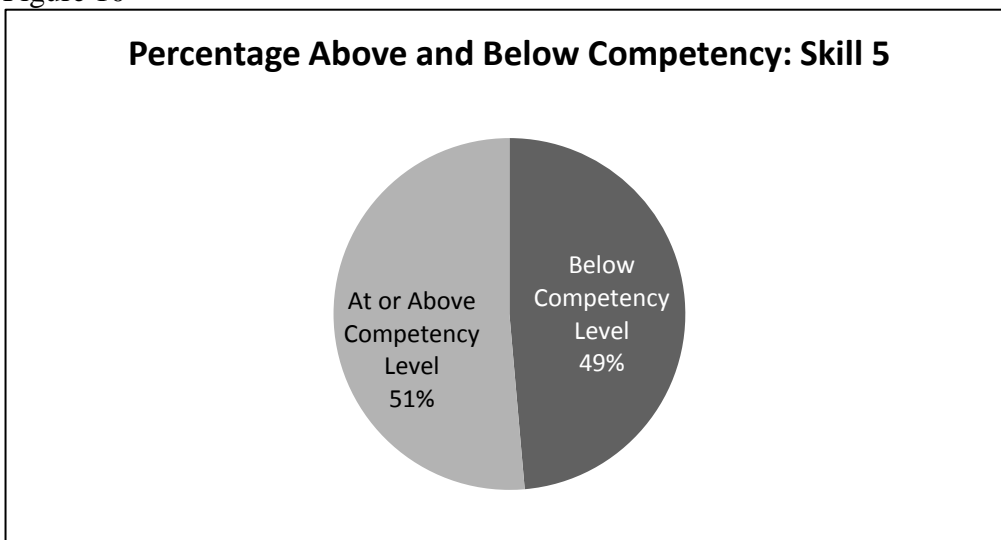 Figure 10
Percentage Above and Below Competency: Skill 5
Below
Competency
Level
49%
At or Above
Competency
Level
51%